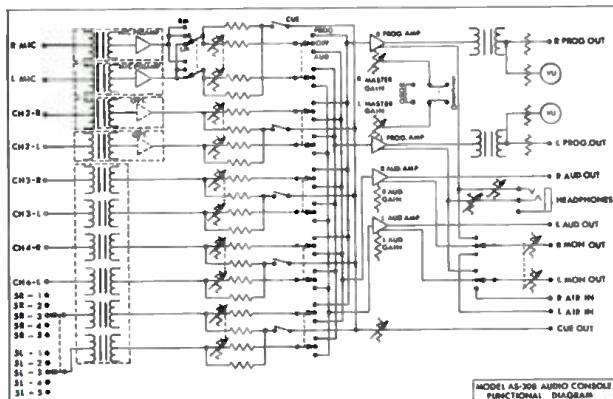 CUE
PROG
OFF
AUD
R MIC
L MIC
CH2-R
CH2-L
CH3-R
CH3-L
CH4-R
SR - 1
SR - 2
SR - 3
SR - 4
SR - 5
SL - 1
SL - 2
SL - 3
SL - 4
SL - 5
OPT
OPT
R PROG AMP
R MASTER GAIN
L MASTER GAIN
L PROG. AMP
R AUD AMP
R AUD GAIN
L AUD AMP
L AUD GAIN
VU
VU
R PROG. OUT
L PROG. OUT
R AUD OUT
HEADPHONES
L AUD OUT
R MON OUT
L MON OUT
R AIR IN
L AIR IN
CUE OUT
MODEL AS-30B AUDIO CONSOLE
FUNCTIONAL DIAGRAM